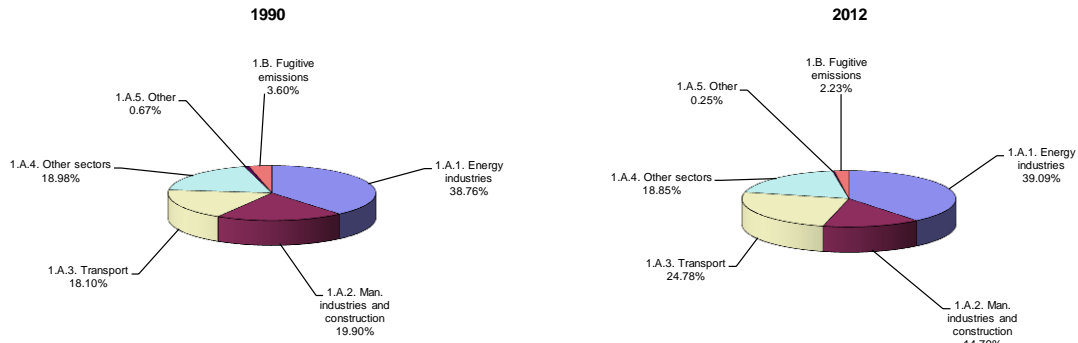 1990
1.B. Fugitive
emissions
3.60%
1.A.5. Other
0.67%
1.A.4. Other sectors
18.98%
1.A.1. Energy
industries
38.76%
1.A.3. Transport
18.10%
1.A.2. Man.
industries and
construction
19.90%
2012
1.B. Fugitive
emissions
2.23%
1.A.5. Other
0.25%
1.A.4. Other sectors
18.85%
1.A.1. Energy
industries
39.09%
1.A.3. Transport
24.78%
1.A.2. Man.
industries and
construction